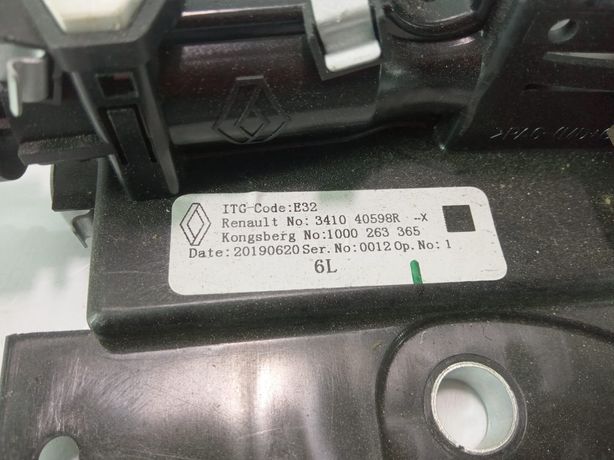 ITG Code:E32
Renault No: 3410 40598R --X
Kongsberg No:1000 263 365
Date: 20190620 Ser. No:0012 Op. No: 1
6L